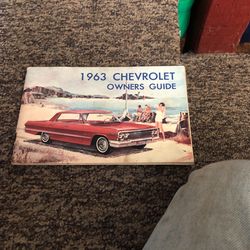 1963 CHEVROLET
OWNERS GUIDE